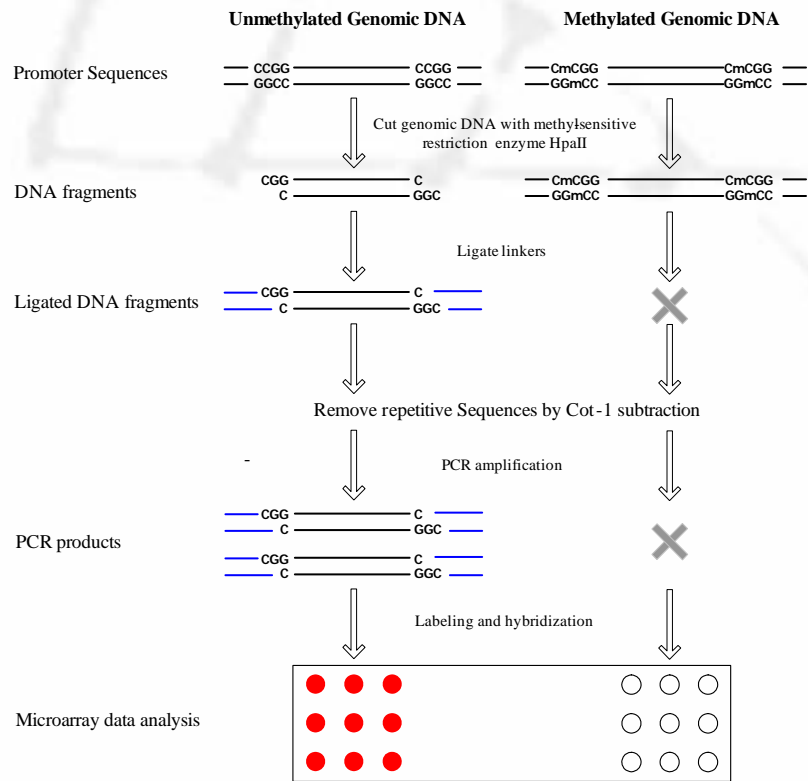 Unmethylated Genomic DNA Methylated Genomic DNA
Promoter Sequences
CCGG CCGG CmCGG CmCGG
GGCC GGCC GGmCC GGmCC
Cut genomic DNA with methyl-sensitive
restriction enzyme HpaII
DNA fragments
CGG C CmCGG CmCGG
C GGC GGmCC GGmCC
Ligate linkers
Ligated DNA fragments
CGG C
C GGC
Remove repetitive Sequences by Cot-1 subtraction
-
PCR amplification
PCR products
CGG C
C GGC
CGG C
C GGC
Labeling and hybridization
Microarray data analysis